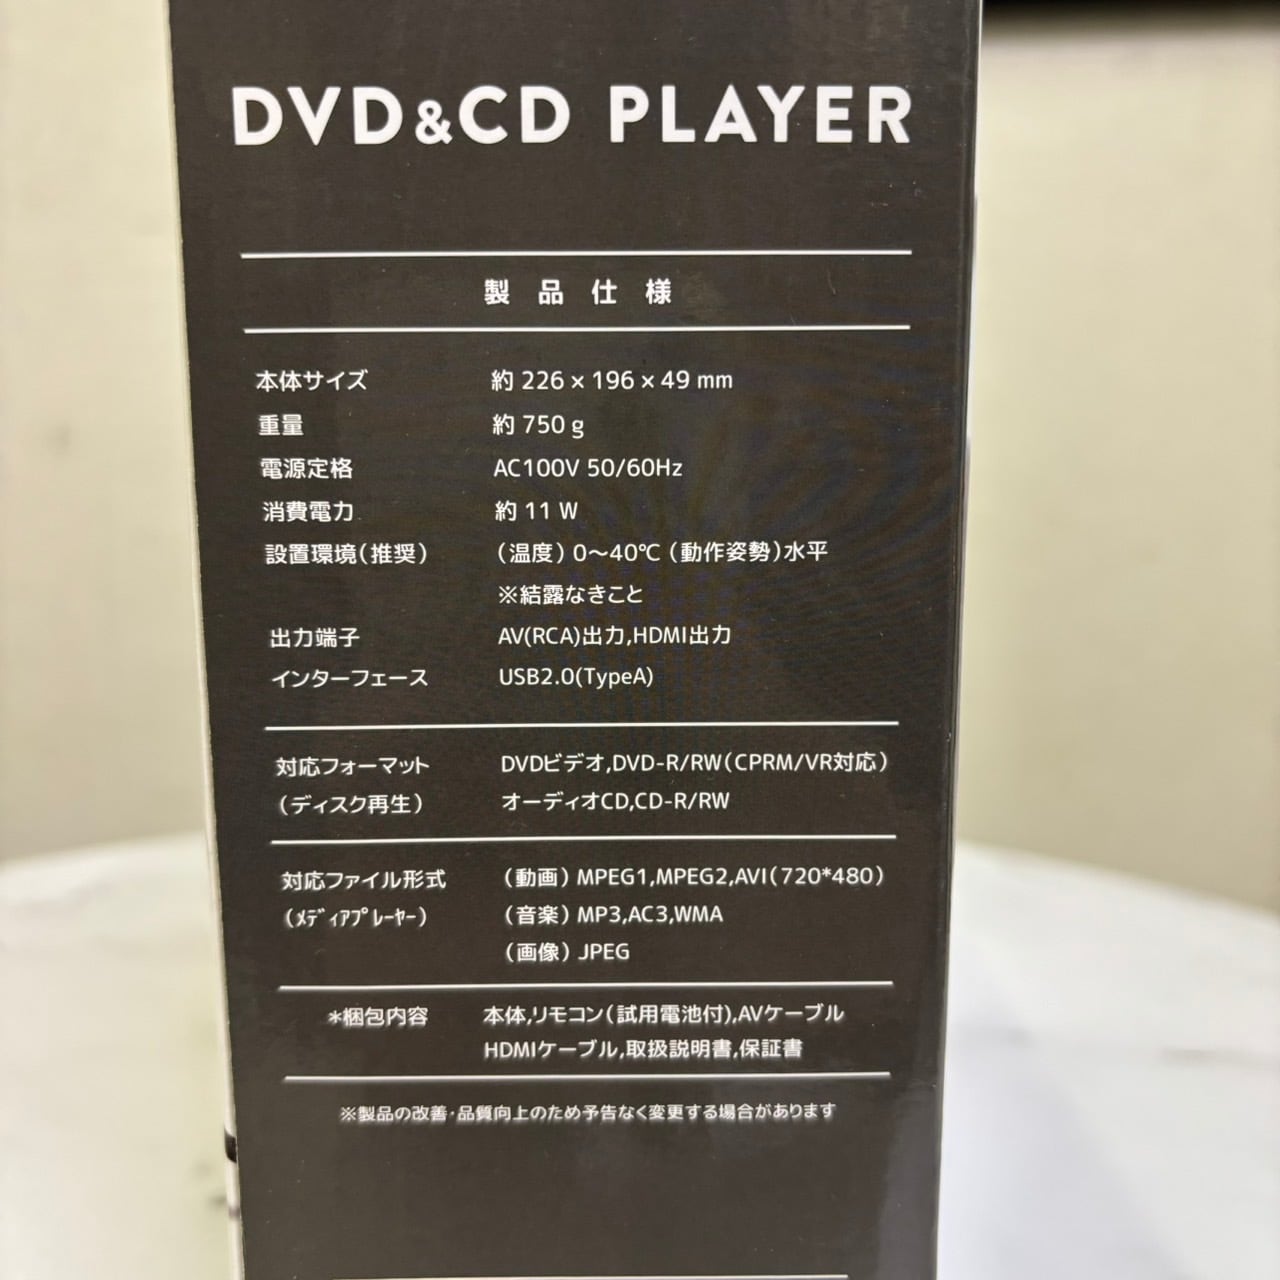 DVD&CD PLAYER
製品仕様
本体サイズ 約 226 × 196 × 49 mm
重量 約 750 g
電源定格 AC100V 50/60Hz
消費電力 約 11 W
設置環境(推奨) (温度) 0〜40℃ (動作姿勢)水平
※結露なきこと
出力端子 AV(RCA)出力,HDMI出力
インターフェース USB2.0(TypeA)
対応フォーマット DVDビデオ,DVD-R/RW(CPRM/VR対応)
(ディスク再生) オーディオCD,CD-R/RW
対応ファイル形式 (動画) MPEG1,MPEG2,AVI(720*480)
(ﾒﾃﾞｨｱﾌﾟﾚｰﾔｰ) (音楽) MP3,AC3,WMA
(画像) JPEG
*梱包内容 本体,リモコン(試用電池付),AVケーブル
HDMIケーブル,取扱説明書,保証書
※製品の改善・品質向上のため予告なく変更する場合があります